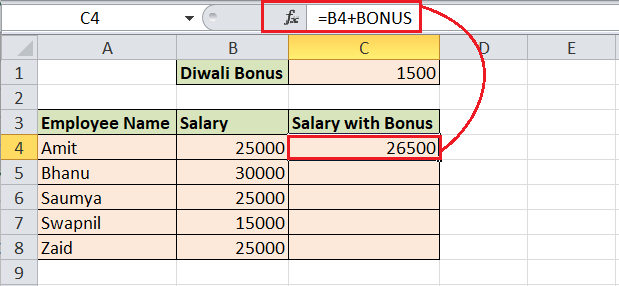 C4 fx =B4+BONUS
A B C D E
1 Diwali Bonus 1500
2
3 Employee Name Salary Salary with Bonus
4 Amit 25000 26500
5 Bhanu 30000
6 Saumya 25000
7 Swapnil 15000
8 Zaid 25000
9